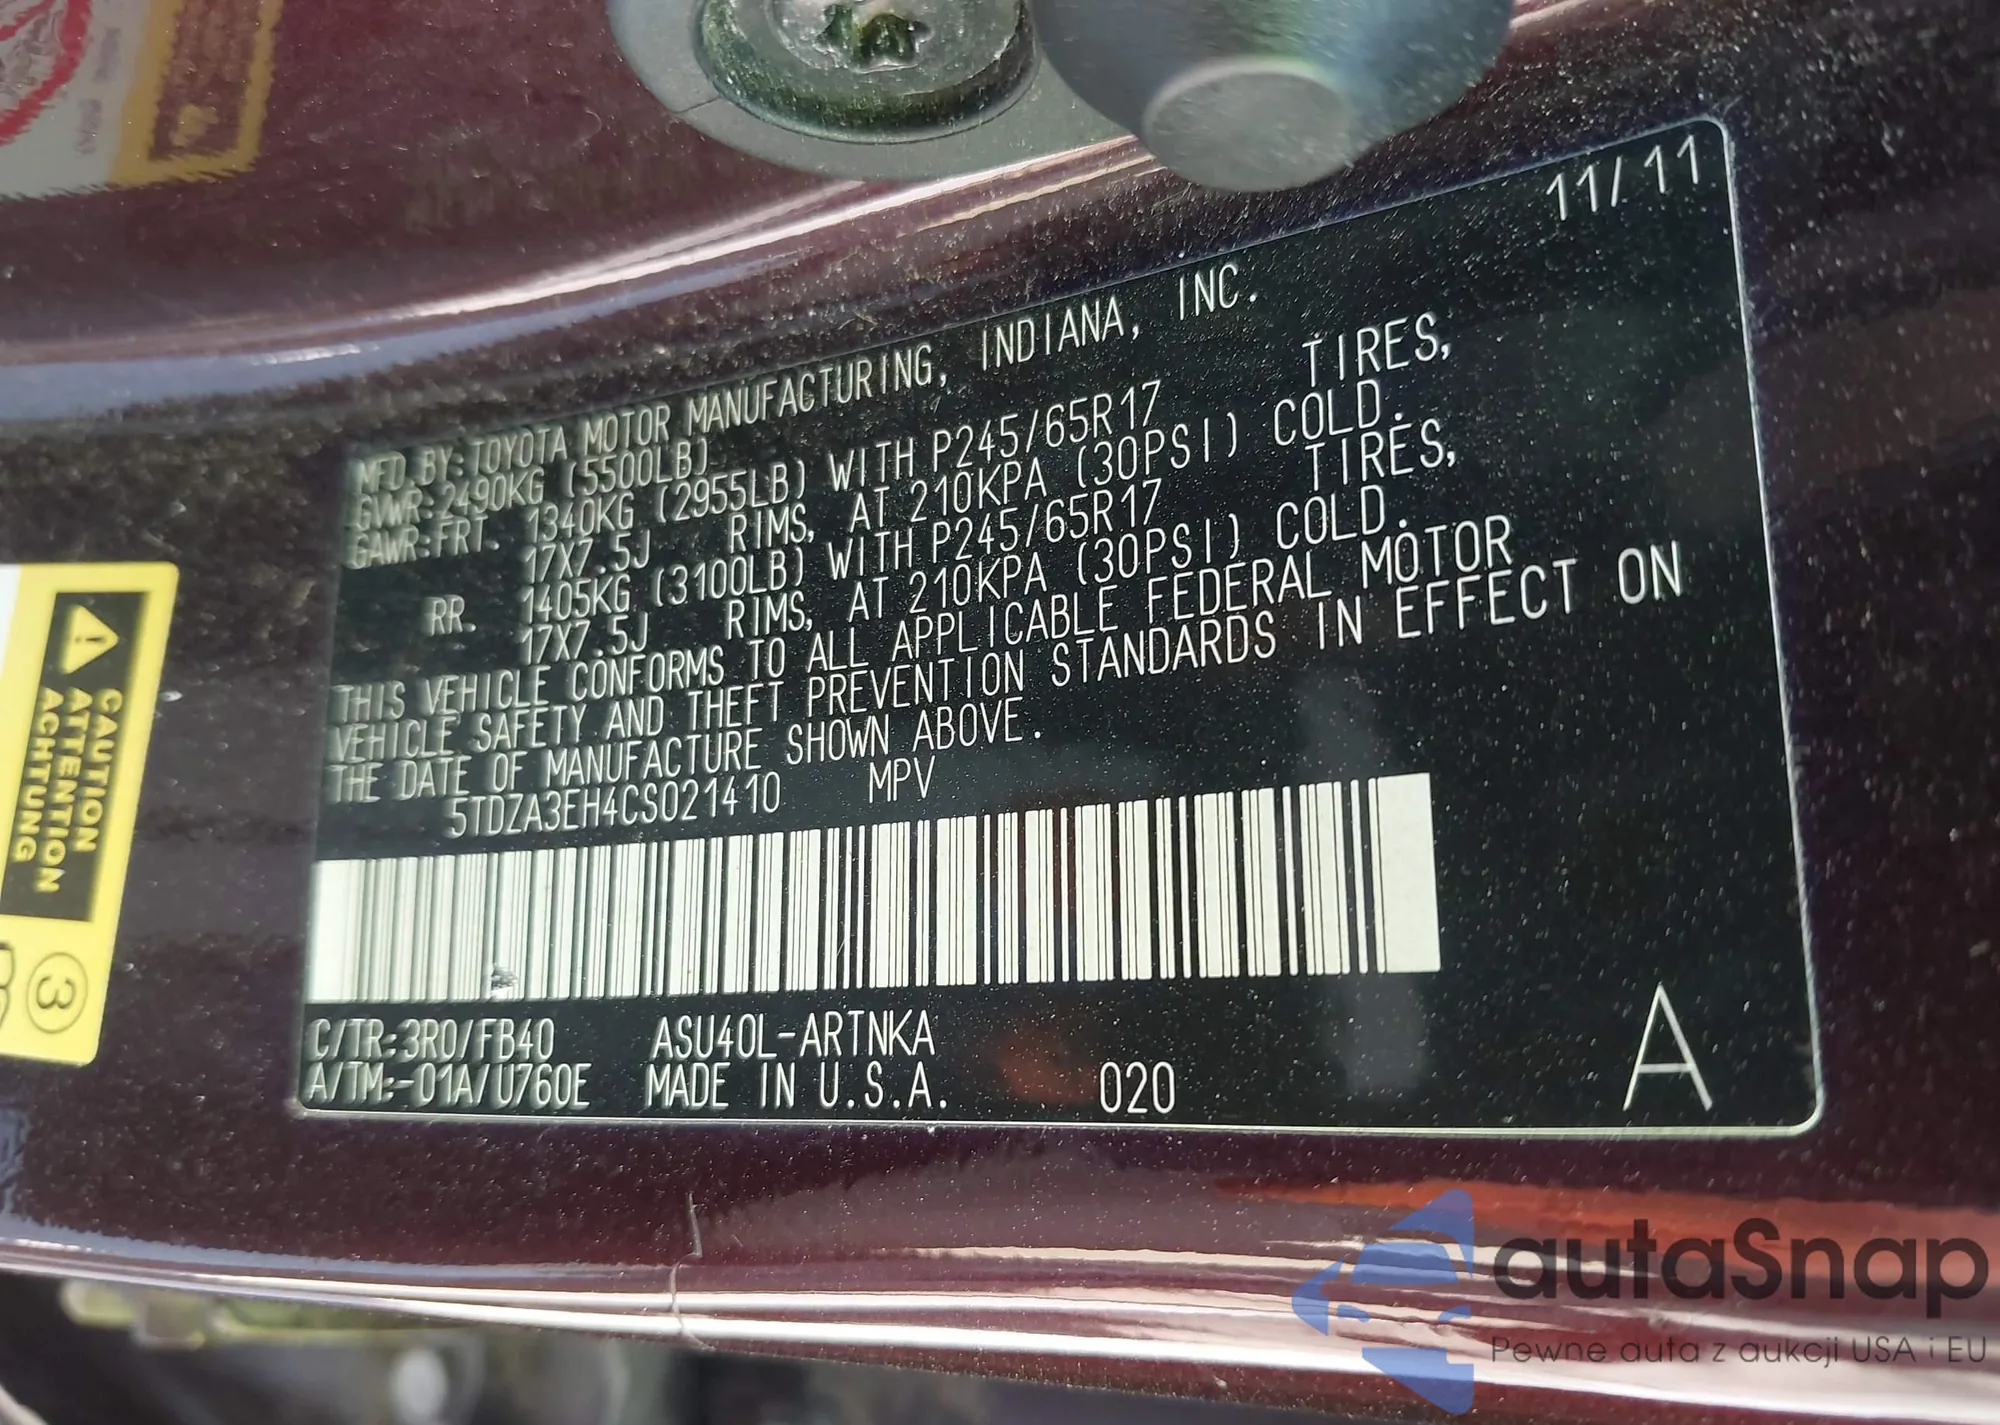 11/11
MFD.BY:TOYOTA MOTOR MANUFACTURING, INDIANA, INC.
GVWR:2490KG (5500LB)
GAWR:FRT. 1340KG (2955LB) WITH P245/65R17 TIRES,
17X7.5J RIMS, AT 210KPA (30PSI) COLD.
RR. 1405KG (3100LB) WITH P245/65R17 TIRES,
17X7.5J RIMS, AT 210KPA (30PSI) COLD.
THIS VEHICLE CONFORMS TO ALL APPLICABLE FEDERAL MOTOR
VEHICLE SAFETY AND THEFT PREVENTION STANDARDS IN EFFECT ON
THE DATE OF MANUFACTURE SHOWN ABOVE.
5TDZA3EH4CS021410 MPV
C/TR:3R0/FB40 ASU40L-ARTNKA
A/TM:-01A/U760E MADE IN U.S.A. 020
A
CAUTION
ATTENTION
ACHTUNG
3
autaSnap
Pewne auta z aukcji USA i EU